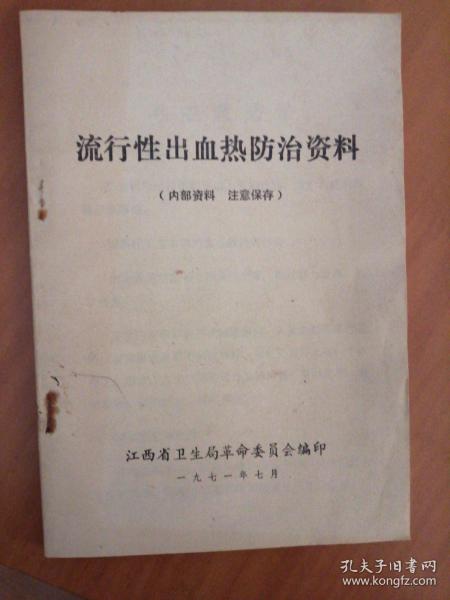 流行性出血热防治资料
（内部资料　注意保存）
江西省卫生局革命委员会编印
一九七一年七月
孔夫子旧书网
www.kongfz.com